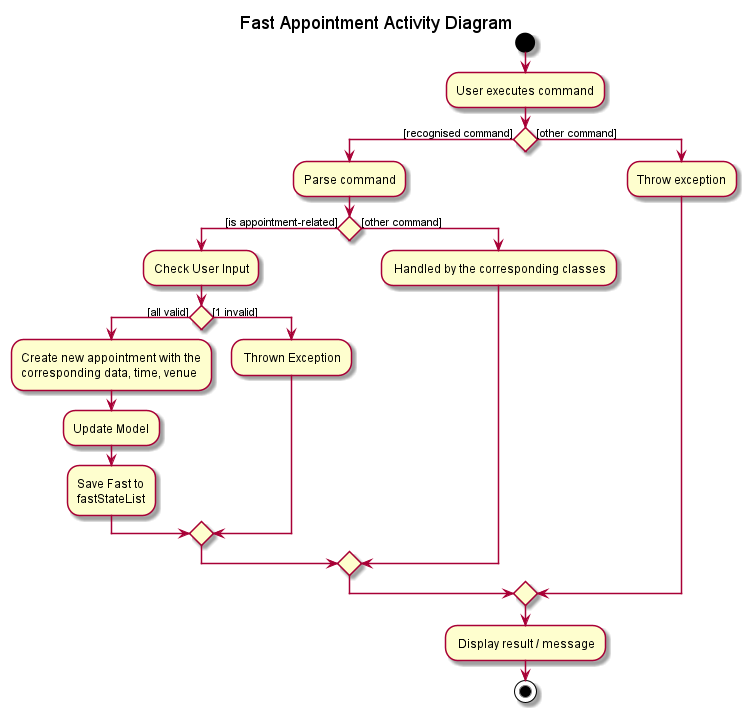 Fast Appointment Activity Diagram
User executes command
[recognised command]
[other command]
Parse command
Throw exception
[is appointment-related]
[other command]
Check User Input
Handled by the corresponding classes
[all valid]
[1 invalid]
Create new appointment with the
corresponding data, time, venue
Thrown Exception
Update Model
Save Fast to
fastStateList
Display result / message